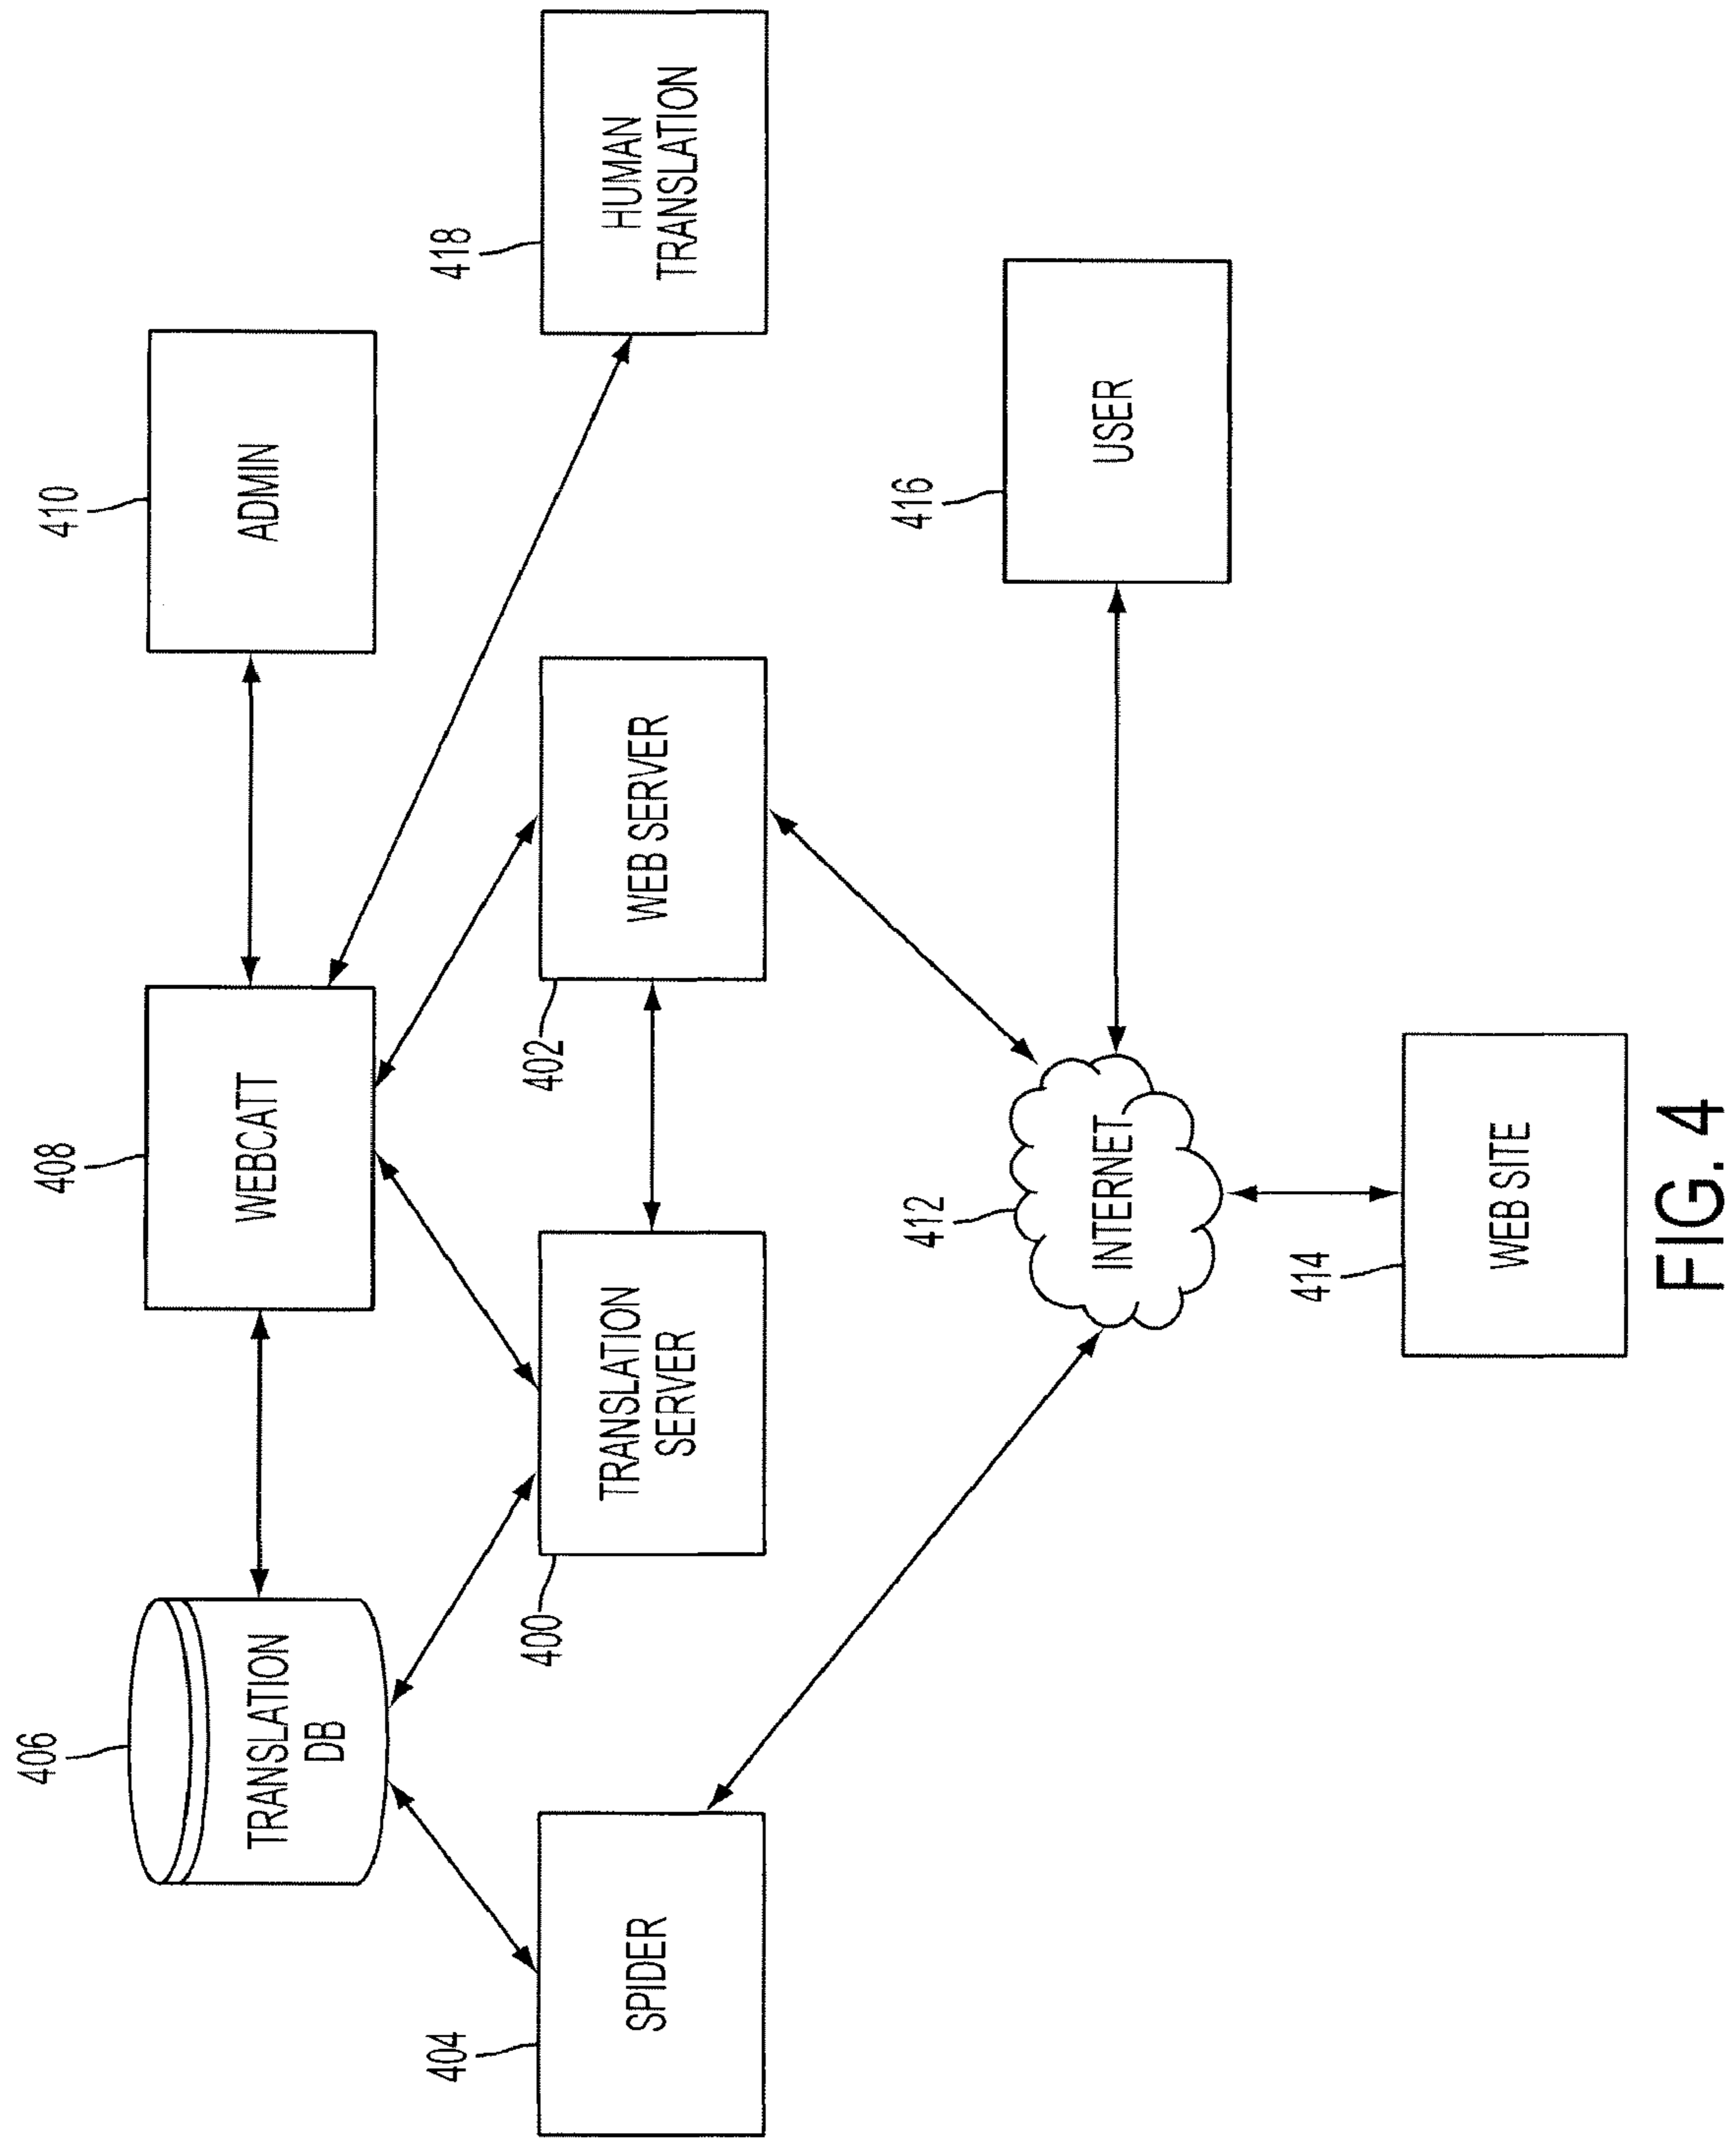 406
TRANSLATION
DB
408
WEBCATT
410
ADMIN
404
SPIDER
400
TRANSLATION
SERVER
402
WEB SERVER
418
HUMAN
TRANSLATION
412
INTERNET
416
USER
414
WEB SITE
FIG. 4